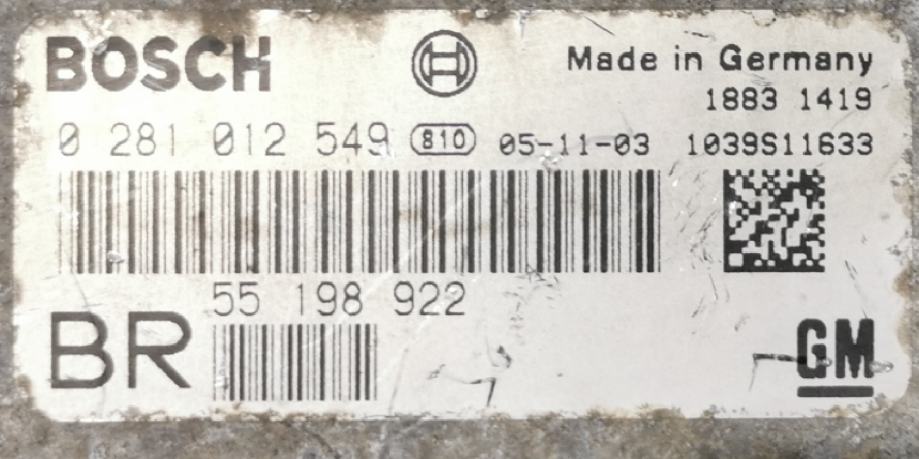 BOSCH
Made in Germany
1883 1419
0 281 012 549 810 05-11-03 1039S11633
55 198 922
BR
GM